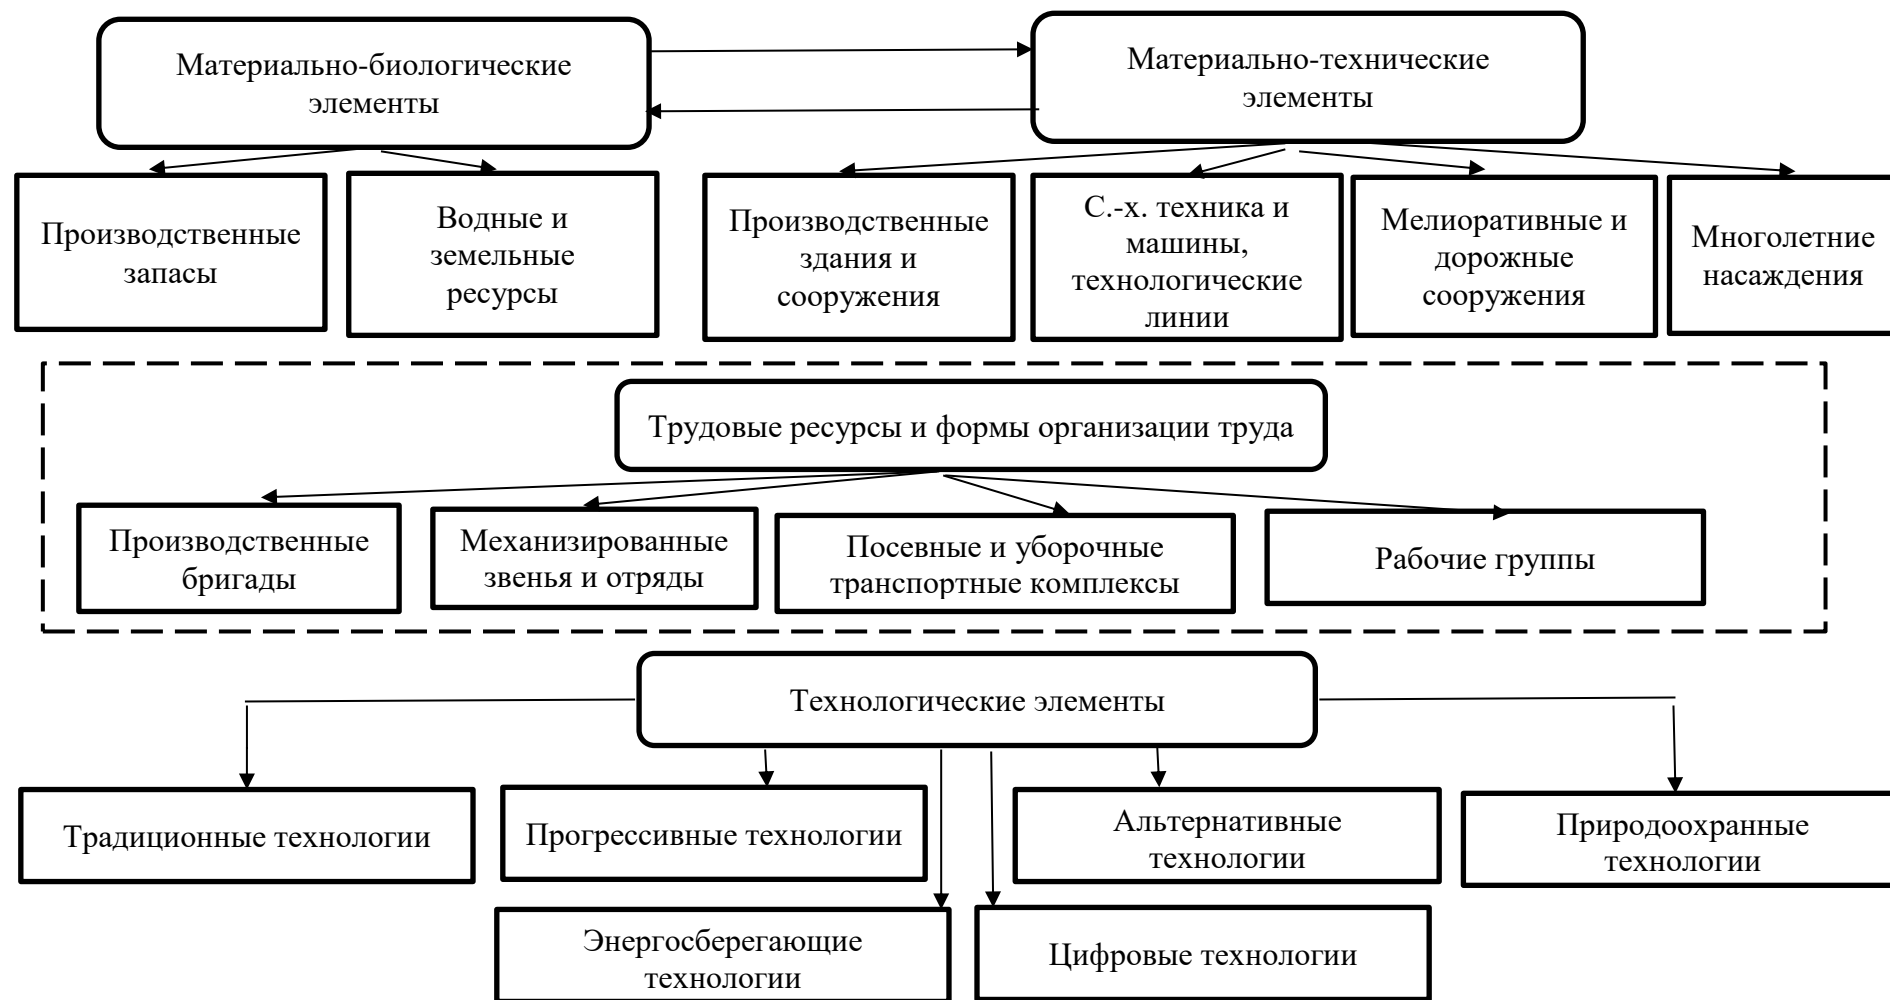 Материально-биологические
элементы
Материально-технические
элементы
Производственные
запасы
Водные и
земельные
ресурсы
Производственные
здания и
сооружения
С.-х. техника и
машины,
технологические
линии
Мелиоративные и
дорожные
сооружения
Многолетние
насаждения
Трудовые ресурсы и формы организации труда
Производственные
бригады
Механизированные
звенья и отряды
Посевные и уборочные
транспортные комплексы
Рабочие группы
Технологические элементы
Традиционные технологии
Прогрессивные технологии
Альтернативные
технологии
Природоохранные
технологии
Энергосберегающие
технологии
Цифровые технологии